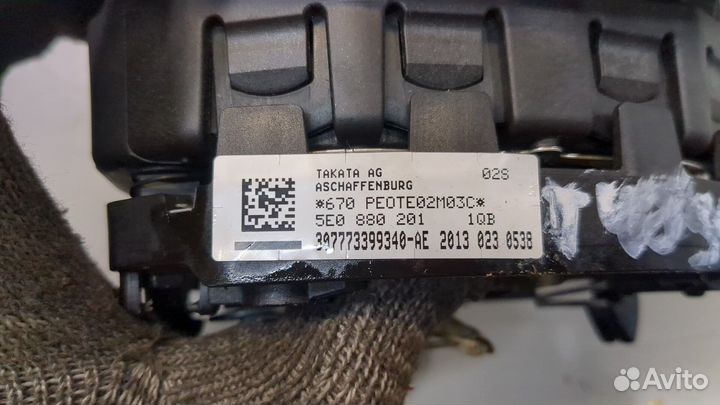 TAKATA AG 02S
ASCHAFFENBURG
*670 PE0TE02M03C*
5E0 880 201 1QB
307773399340-AE 2013 023 0538
Avito